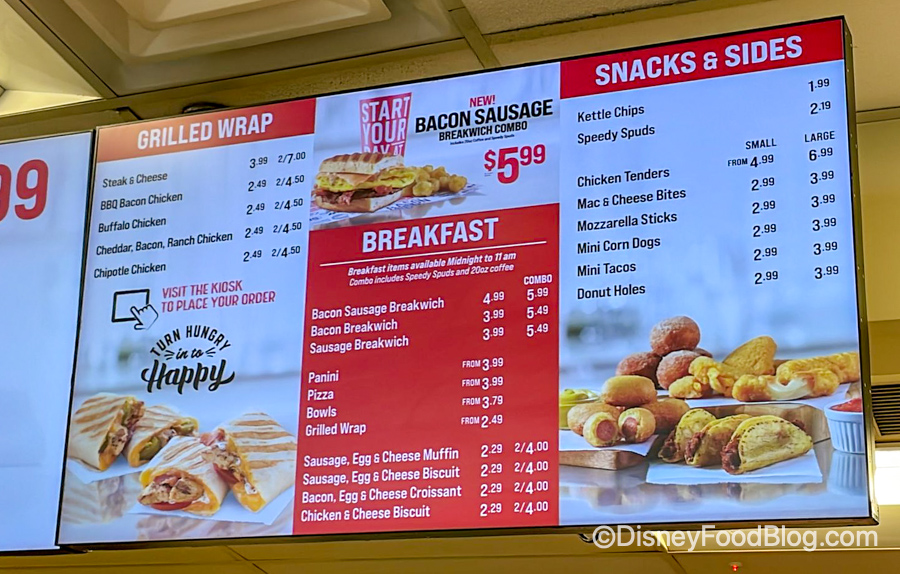 99
GRILLED WRAP
Steak & Cheese 3.99 2/7.00
BBQ Bacon Chicken 2.49 2/4.50
Buffalo Chicken 2.49 2/4.50
Cheddar, Bacon, Ranch Chicken 2.49 2/4.50
Chipotle Chicken 2.49 2/4.50
VISIT THE KIOSK
TO PLACE YOUR ORDER
TURN HUNGRY
in to
Happy
START
YOUR
DAY IT
NEW!
BACON SAUSAGE
BREAKWICH COMBO
Includes 20oz Coffee and Speedy Spuds
$5.99
BREAKFAST
Breakfast items available Midnight to 11 am
Combo includes Speedy Spuds and 20oz coffee
COMBO
Bacon Sausage Breakwich 4.99 5.99
Bacon Breakwich 3.99 5.49
Sausage Breakwich 3.99 5.49
Panini FROM 3.99
Pizza FROM 3.99
Bowls FROM 3.79
Grilled Wrap FROM 2.49
Sausage, Egg & Cheese Muffin 2.29 2/4.00
Sausage, Egg & Cheese Biscuit 2.29 2/4.00
Bacon, Egg & Cheese Croissant 2.29 2/4.00
Chicken & Cheese Biscuit 2.29 2/4.00
SNACKS & SIDES
Kettle Chips 1.99
Speedy Spuds 2.19
SMALL LARGE
Chicken Tenders FROM 4.99 6.99
Mac & Cheese Bites 2.99 3.99
Mozzarella Sticks 2.99 3.99
Mini Corn Dogs 2.99 3.99
Mini Tacos 2.99 3.99
Donut Holes 2.99 3.99
©DisneyFoodBlog.com